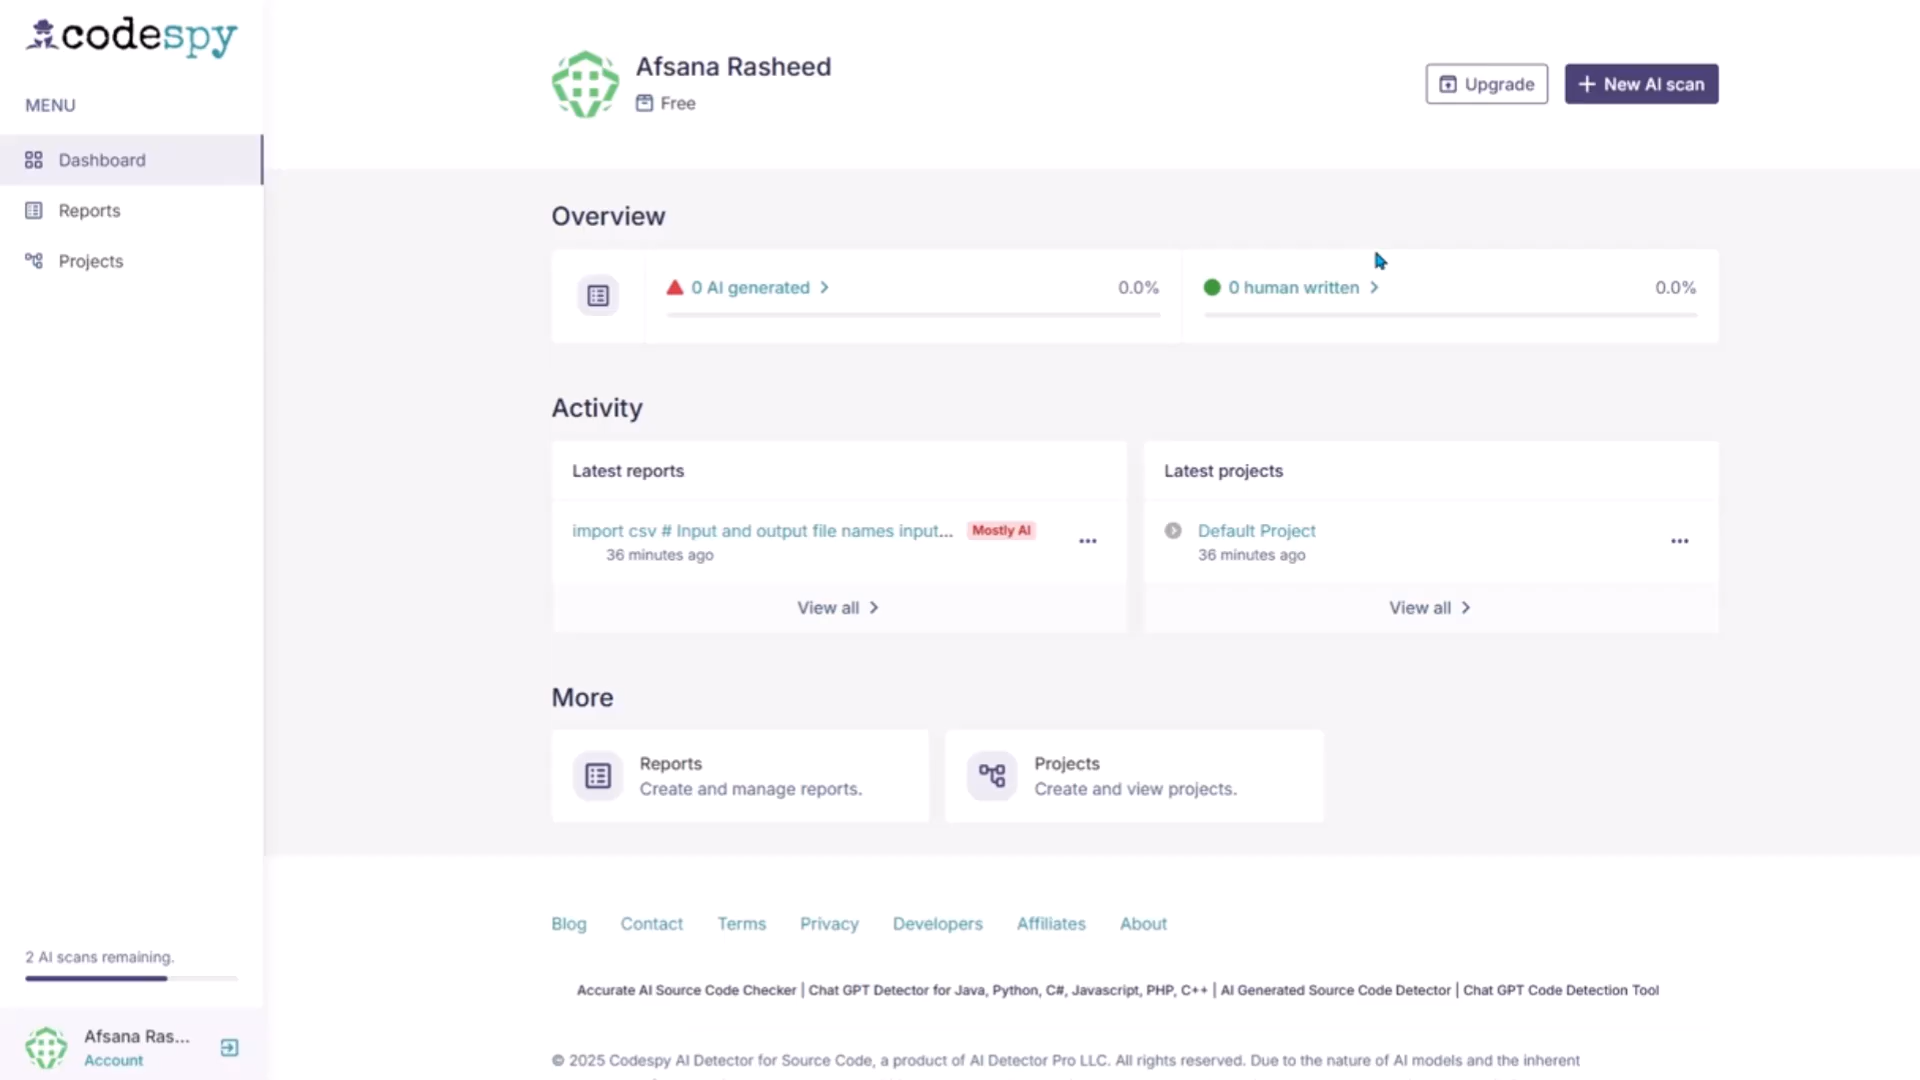 codespy
MENU
Dashboard
Reports
Projects
2 AI scans remaining.
Afsana Ras...
Account
Afsana Rasheed
Free
Upgrade
New AI scan
Overview
0 AI generated
0.0%
0 human written
0.0%
Activity
Latest reports
import csv # Input and output file names input...
Mostly AI
36 minutes ago
View all
Latest projects
Default Project
36 minutes ago
View all
More
Reports
Create and manage reports.
Projects
Create and view projects.
Blog Contact Terms Privacy Developers Affiliates About
Accurate AI Source Code Checker | Chat GPT Detector for Java, Python, C#, Javascript, PHP, C++ | AI Generated Source Code Detector | Chat GPT Code Detection Tool
© 2025 Codespy AI Detector for Source Code, a product of AI Detector Pro LLC. All rights reserved. Due to the nature of AI models and the inherent